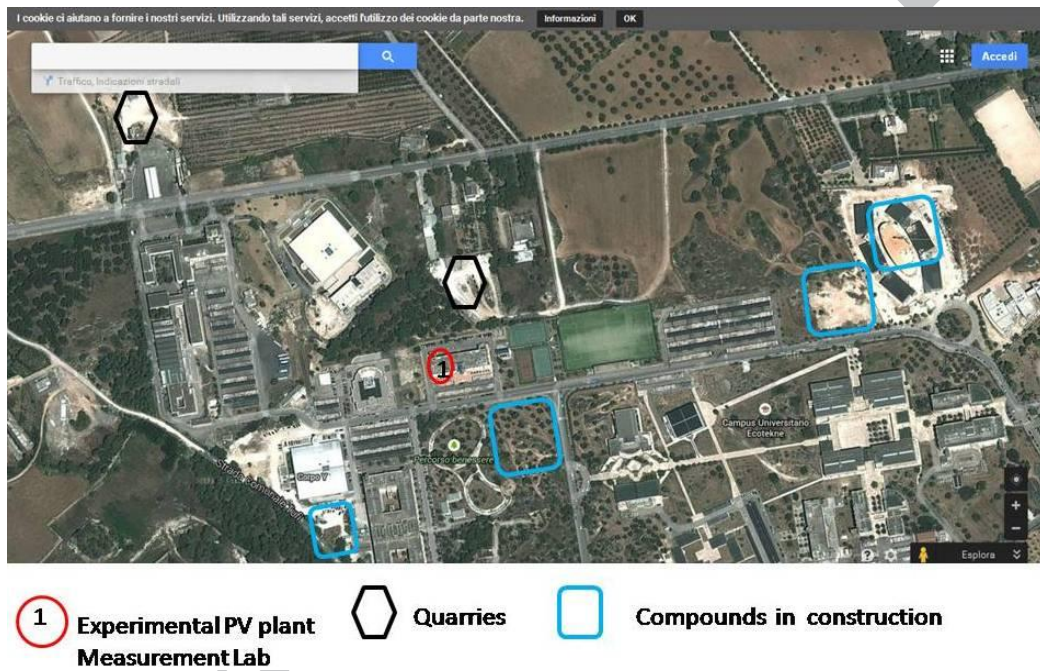 I cookie ci aiutano a fornire i nostri servizi. Utilizzando tali servizi, accetti l'utilizzo dei cookie da parte nostra. Informazioni OK
Accedi
Traffico, Indicazioni stradali
1
Campus Universitario
Ecotekne
Percorso benessere
Corpo Y
Esplora
1 Experimental PV plant
Measurement Lab
Quarries
Compounds in construction